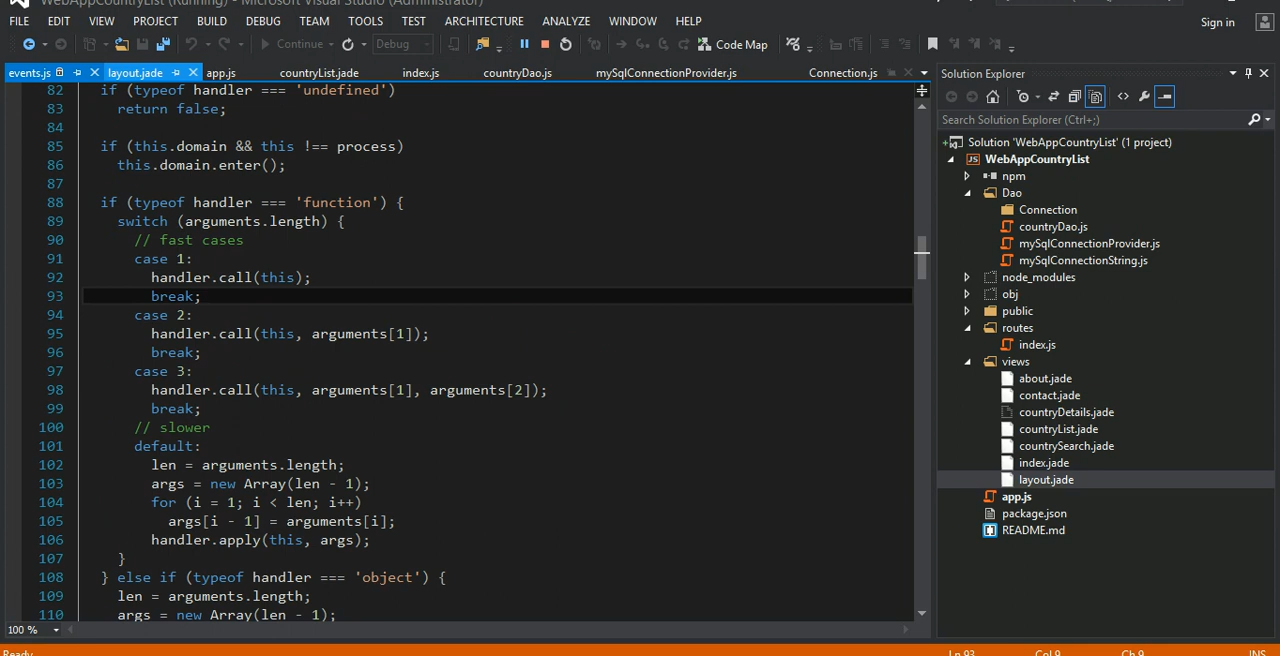 WebAppCountryList (Running) - Microsoft Visual Studio (Administrator)
FILE EDIT VIEW PROJECT BUILD DEBUG TEAM TOOLS TEST ARCHITECTURE ANALYZE WINDOW HELP
Sign in
Continue Debug Code Map
events.js layout.jade app.js countryList.jade index.js countryDao.js mySqlConnectionProvider.js Connection.js
82 if (typeof handler === 'undefined')
83 return false;
84
85 if (this.domain && this !== process)
86 this.domain.enter();
87
88 if (typeof handler === 'function') {
89 switch (arguments.length) {
90 // fast cases
91 case 1:
92 handler.call(this);
93 break;
94 case 2:
95 handler.call(this, arguments[1]);
96 break;
97 case 3:
98 handler.call(this, arguments[1], arguments[2]);
99 break;
100 // slower
101 default:
102 len = arguments.length;
103 args = new Array(len - 1);
104 for (i = 1; i < len; i++)
105 args[i - 1] = arguments[i];
106 handler.apply(this, args);
107 }
108 } else if (typeof handler === 'object') {
109 len = arguments.length;
110 args = new Array(len - 1);
100 %
Solution Explorer
Search Solution Explorer (Ctrl+;)
Solution 'WebAppCountryList' (1 project)
JS WebAppCountryList
npm
Dao
Connection
countryDao.js
mySqlConnectionProvider.js
mySqlConnectionString.js
node_modules
obj
public
routes
index.js
views
about.jade
contact.jade
countryDetails.jade
countryList.jade
countrySearch.jade
index.jade
layout.jade
app.js
package.json
README.md
Ready Ln 93 Col 9 Ch 9 INS